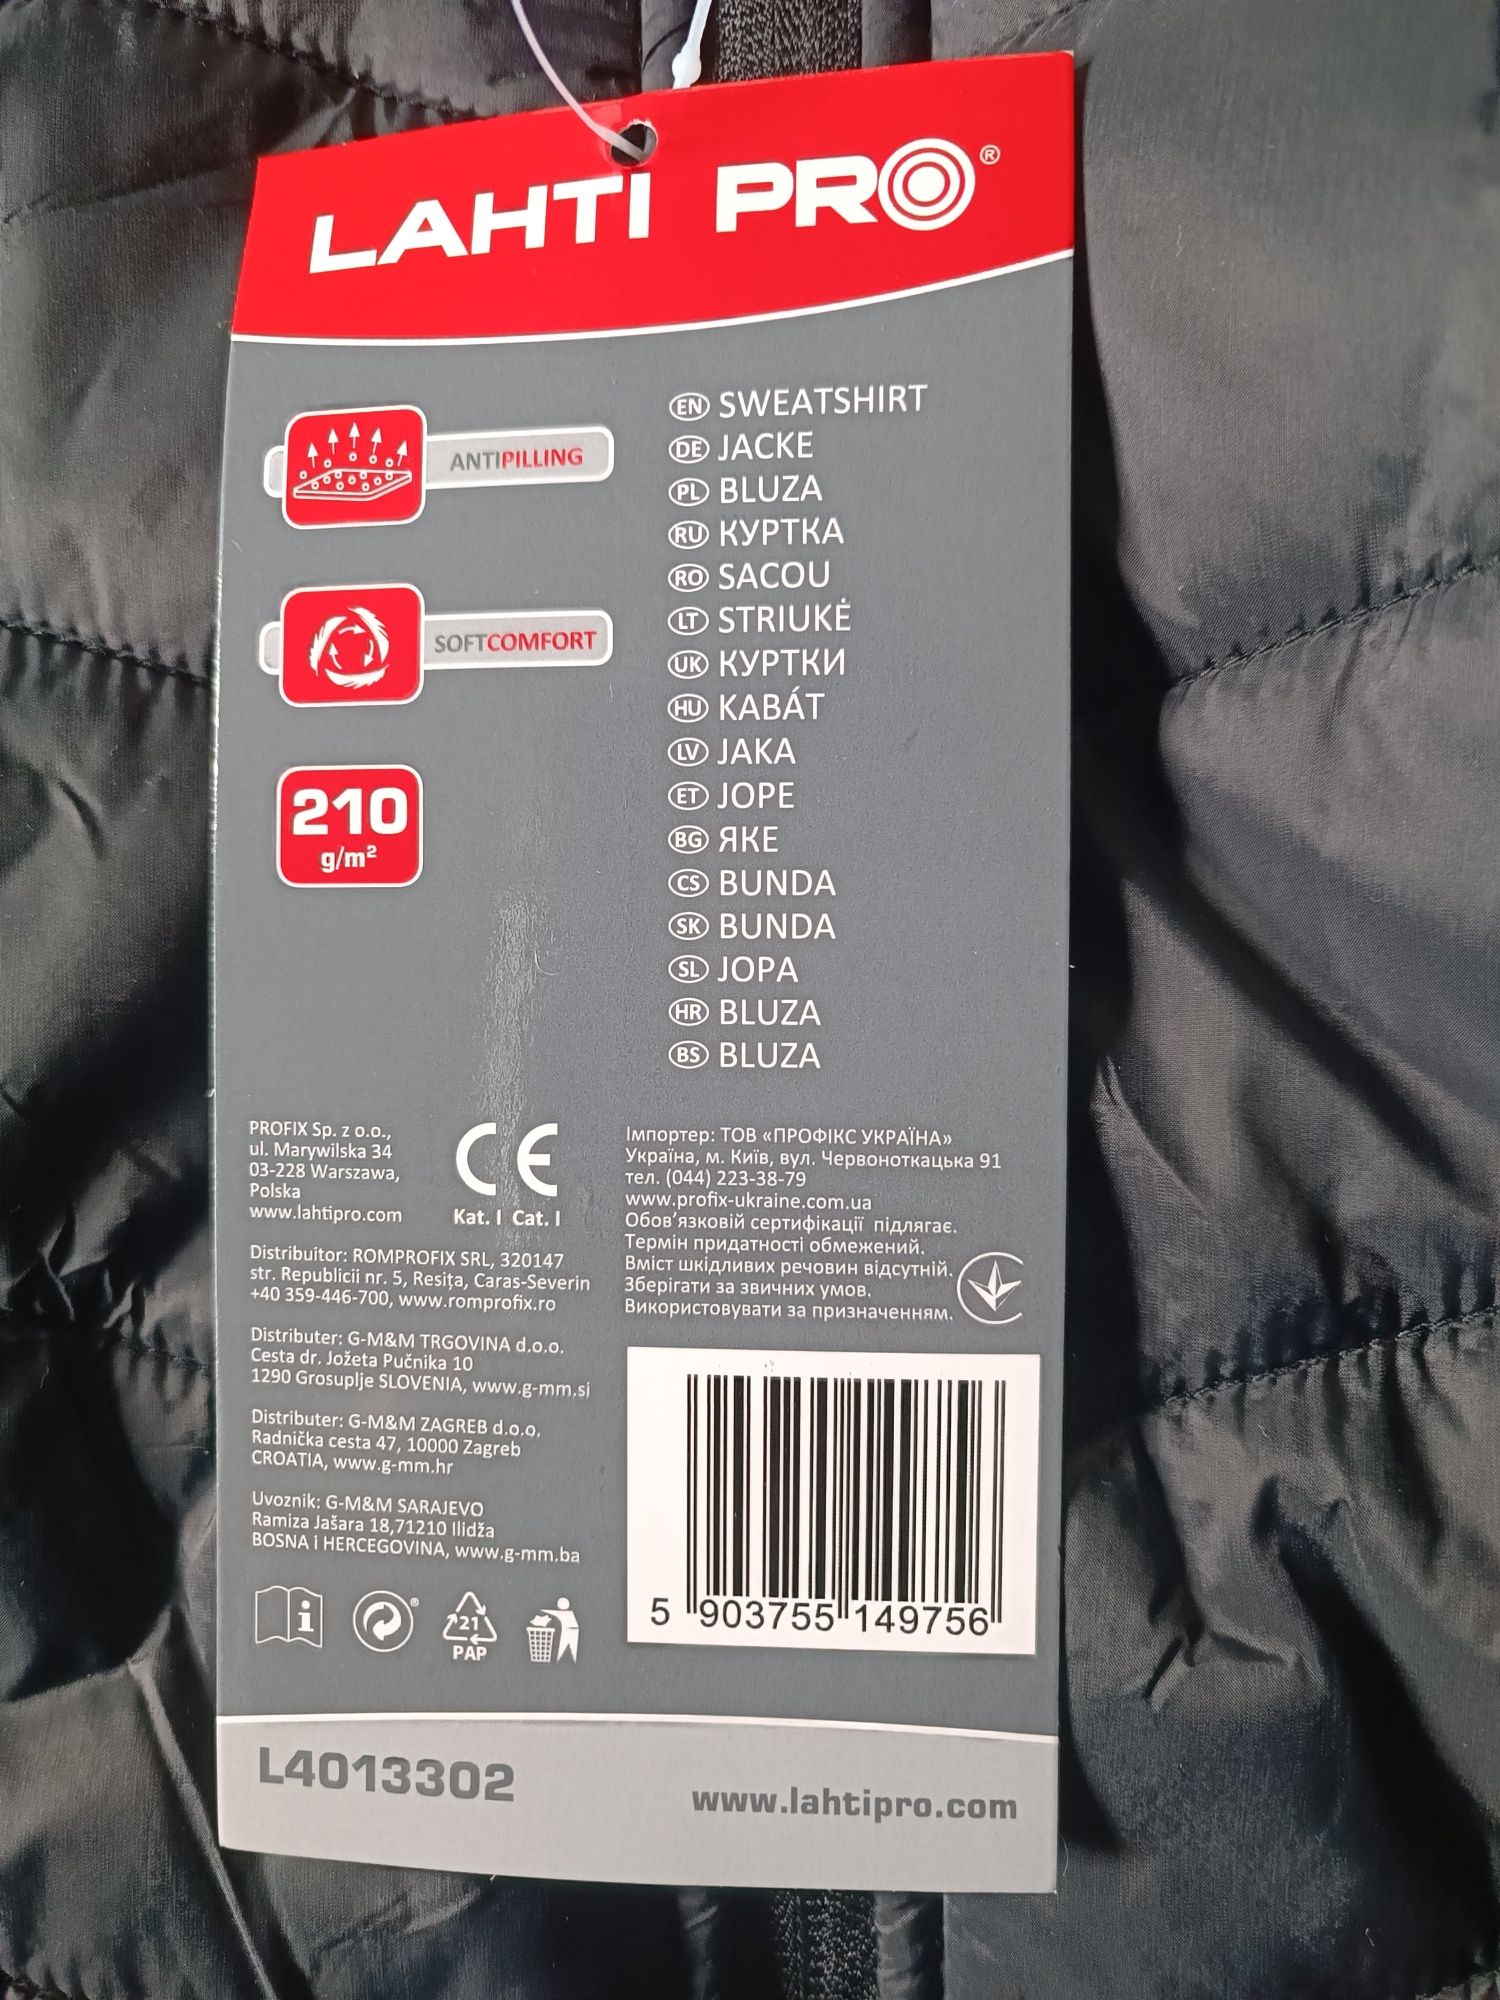 LAHTI PRO®
ANTIPILLING
SOFTCOMFORT
210
g/m²
EN SWEATSHIRT
DE JACKE
PL BLUZA
RU КУРТКА
RO SACOU
LT STRIUKĖ
UK КУРТКИ
HU KABÁT
LV JAKA
ET JOPE
BG ЯКЕ
CS BUNDA
SK BUNDA
SL JOPA
HR BLUZA
BS BLUZA
PROFIX Sp. z o.o.,
ul. Marywilska 34
03-228 Warszawa,
Polska
www.lahtipro.com
CE
Kat. I Cat. I
Distribuitor: ROMPROFIX SRL, 320147
str. Republicii nr. 5, Resița, Caras-Severin
+40 359-446-700, www.romprofix.ro
Distributer: G-M&M TRGOVINA d.o.o.
Cesta dr. Jožeta Pučnika 10
1290 Grosuplje SLOVENIA, www.g-mm.si
Distributer: G-M&M ZAGREB d.o.o.
Radnička cesta 47, 10000 Zagreb
CROATIA, www.g-mm.hr
Uvoznik: G-M&M SARAJEVO
Ramiza Jašara 18,71210 Ilidža
BOSNA i HERCEGOVINA, www.g-mm.ba
Імпортер: ТОВ «ПРОФІКС УКРАЇНА»
Україна, м. Київ, вул. Червоноткацька 91
тел. (044) 223-38-79
www.profix-ukraine.com.ua
Обов'язковій сертифікації підлягає.
Термін придатності обмежений.
Вміст шкідливих речовин відсутній.
Зберігати за звичних умов.
Використовувати за призначенням.
i
®
21
PAP
5 903755 149756
L4013302
www.lahtipro.com